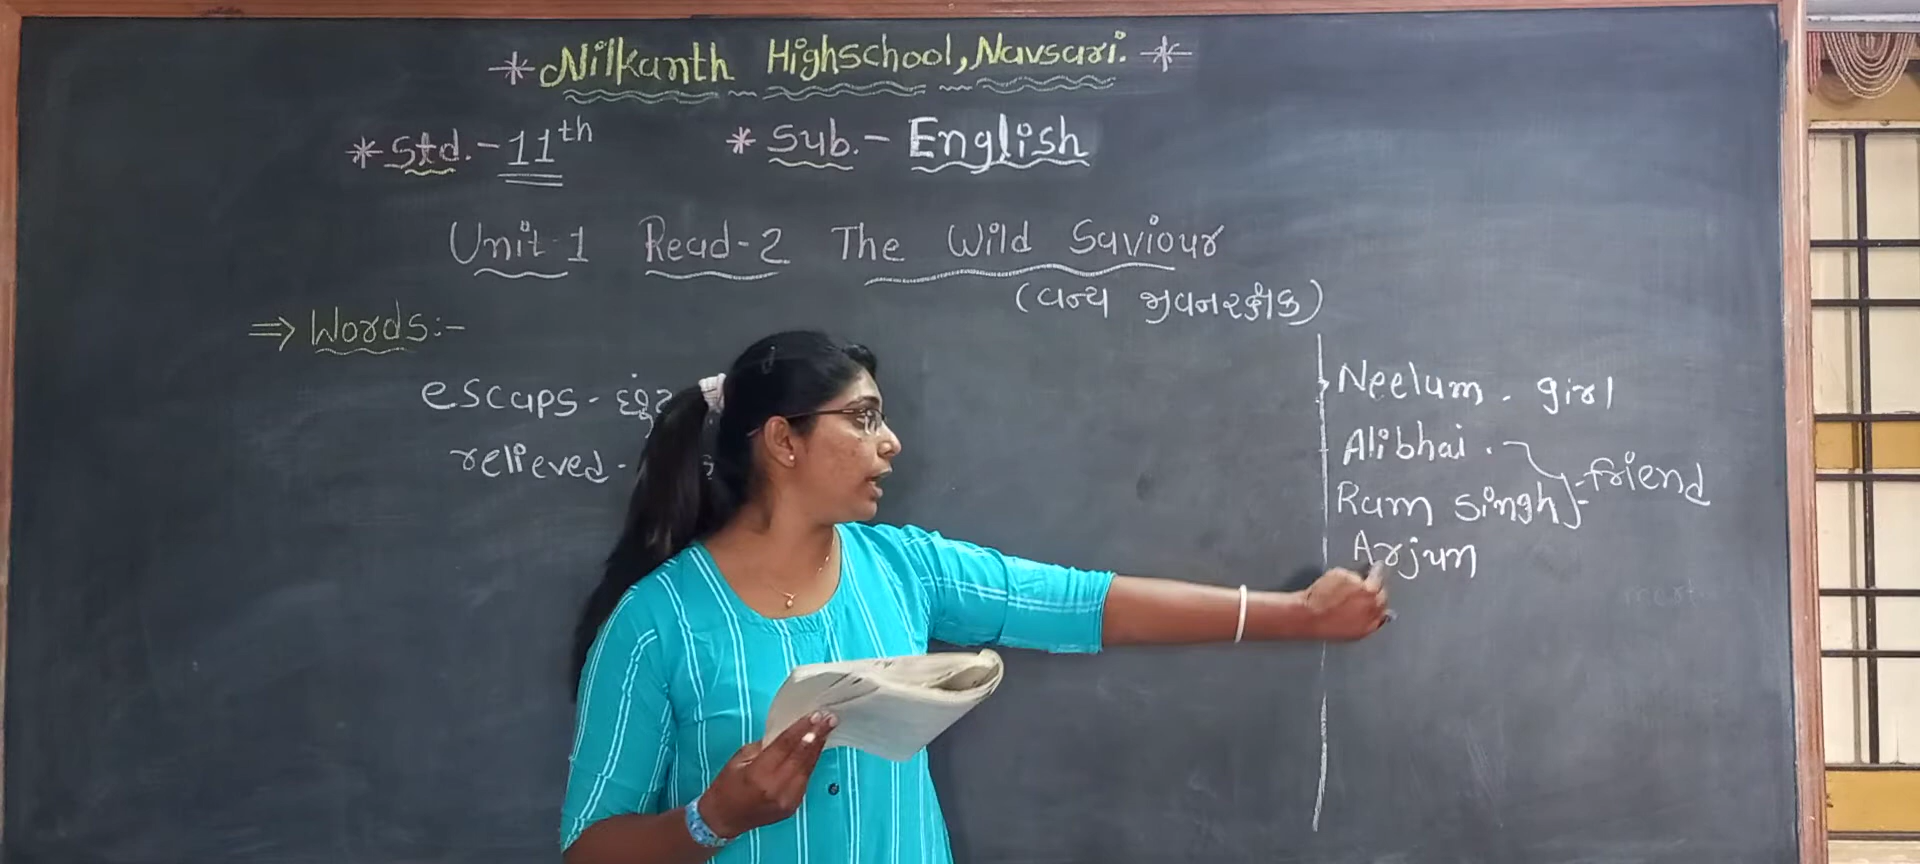 * Nilkanth Highschool, Navsari. *
* Std. - 11th * Sub. - English
Unit-1 Read-2 The Wild Saviour
(વન્ય જીવનરક્ષક)
⇒ Words:-
escaps -
relieved -
Neelum - girl
Alibhai -
Ram singh
friend
Arjun